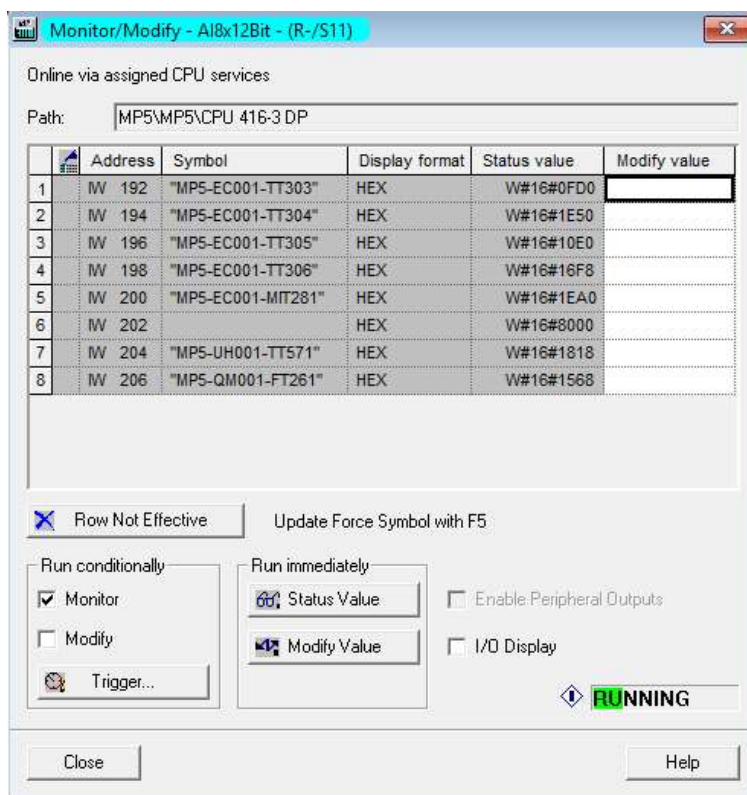 Monitor/Modify - AI8x12Bit - (R-/S11)
Online via assigned CPU services
Path: MP5\MP5\CPU 416-3 DP
Address Symbol Display format Status value Modify value
1 IW 192 "MP5-EC001-TT303" HEX W#16#0FD0
2 IW 194 "MP5-EC001-TT304" HEX W#16#1E50
3 IW 196 "MP5-EC001-TT305" HEX W#16#10E0
4 IW 198 "MP5-EC001-TT306" HEX W#16#16F8
5 IW 200 "MP5-EC001-MIT281" HEX W#16#1EA0
6 IW 202 HEX W#16#8000
7 IW 204 "MP5-UH001-TT571" HEX W#16#1818
8 IW 206 "MP5-QM001-FT261" HEX W#16#1568
Row Not Effective Update Force Symbol with F5
Run conditionally Run immediately
Monitor Status Value Enable Peripheral Outputs
Modify Modify Value I/O Display
Trigger...
RUNNING
Close Help